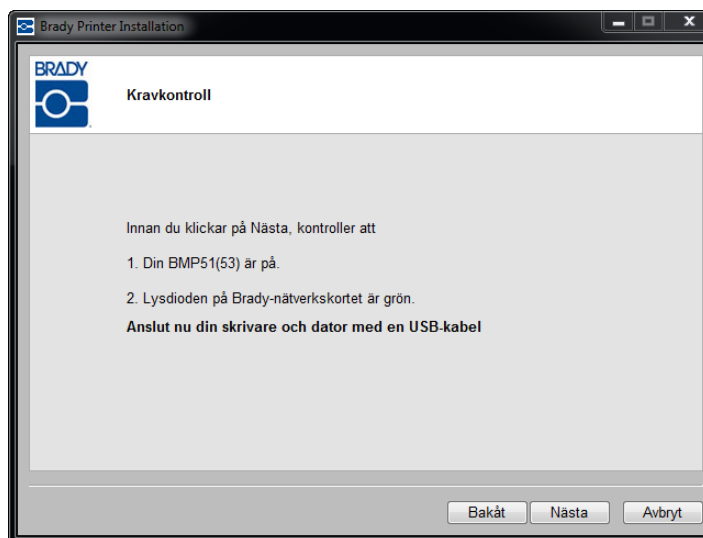 Brady Printer Installation
BRADY
Kravkontroll
Innan du klickar på Nästa, kontroller att
1. Din BMP51(53) är på.
2. Lysdioden på Brady-nätverkskortet är grön.
Anslut nu din skrivare och dator med en USB-kabel
Bakåt Nästa Avbryt